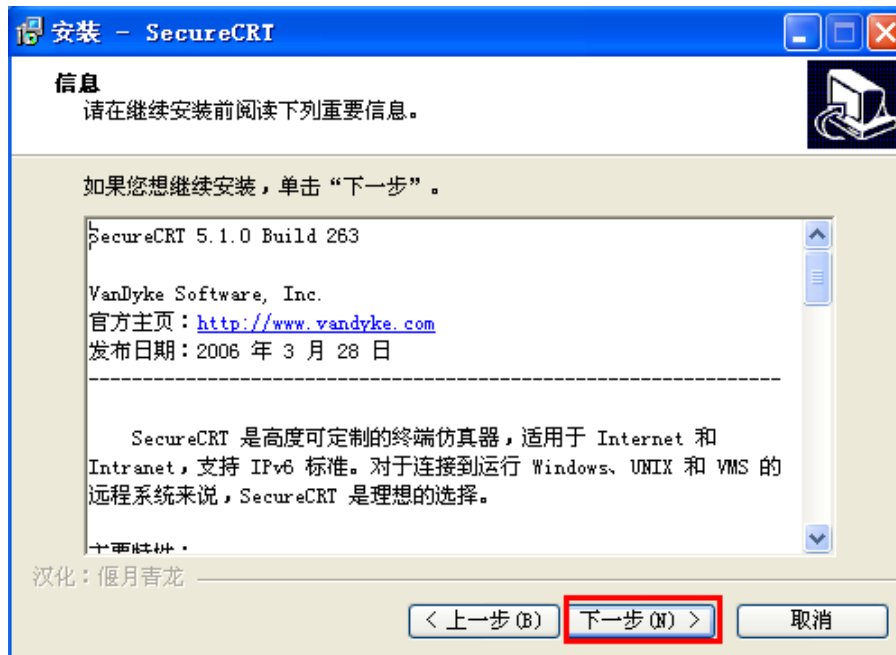 安装 - SecureCRT
信息
请在继续安装前阅读下列重要信息。
如果您想继续安装，单击“下一步”。
SecureCRT 5.1.0 Build 263
VanDyke Software, Inc.
官方主页：http://www.vandyke.com
发布日期：2006 年 3 月 28 日
----------------------------------------------------------------
SecureCRT 是高度可定制的终端仿真器，适用于 Internet 和
Intranet，支持 IPv6 标准。对于连接到运行 Windows、UNIX 和 VMS 的
远程系统来说，SecureCRT 是理想的选择。
主要特性：
汉化：偃月青龙
< 上一步(B)
下一步(N) >
取消